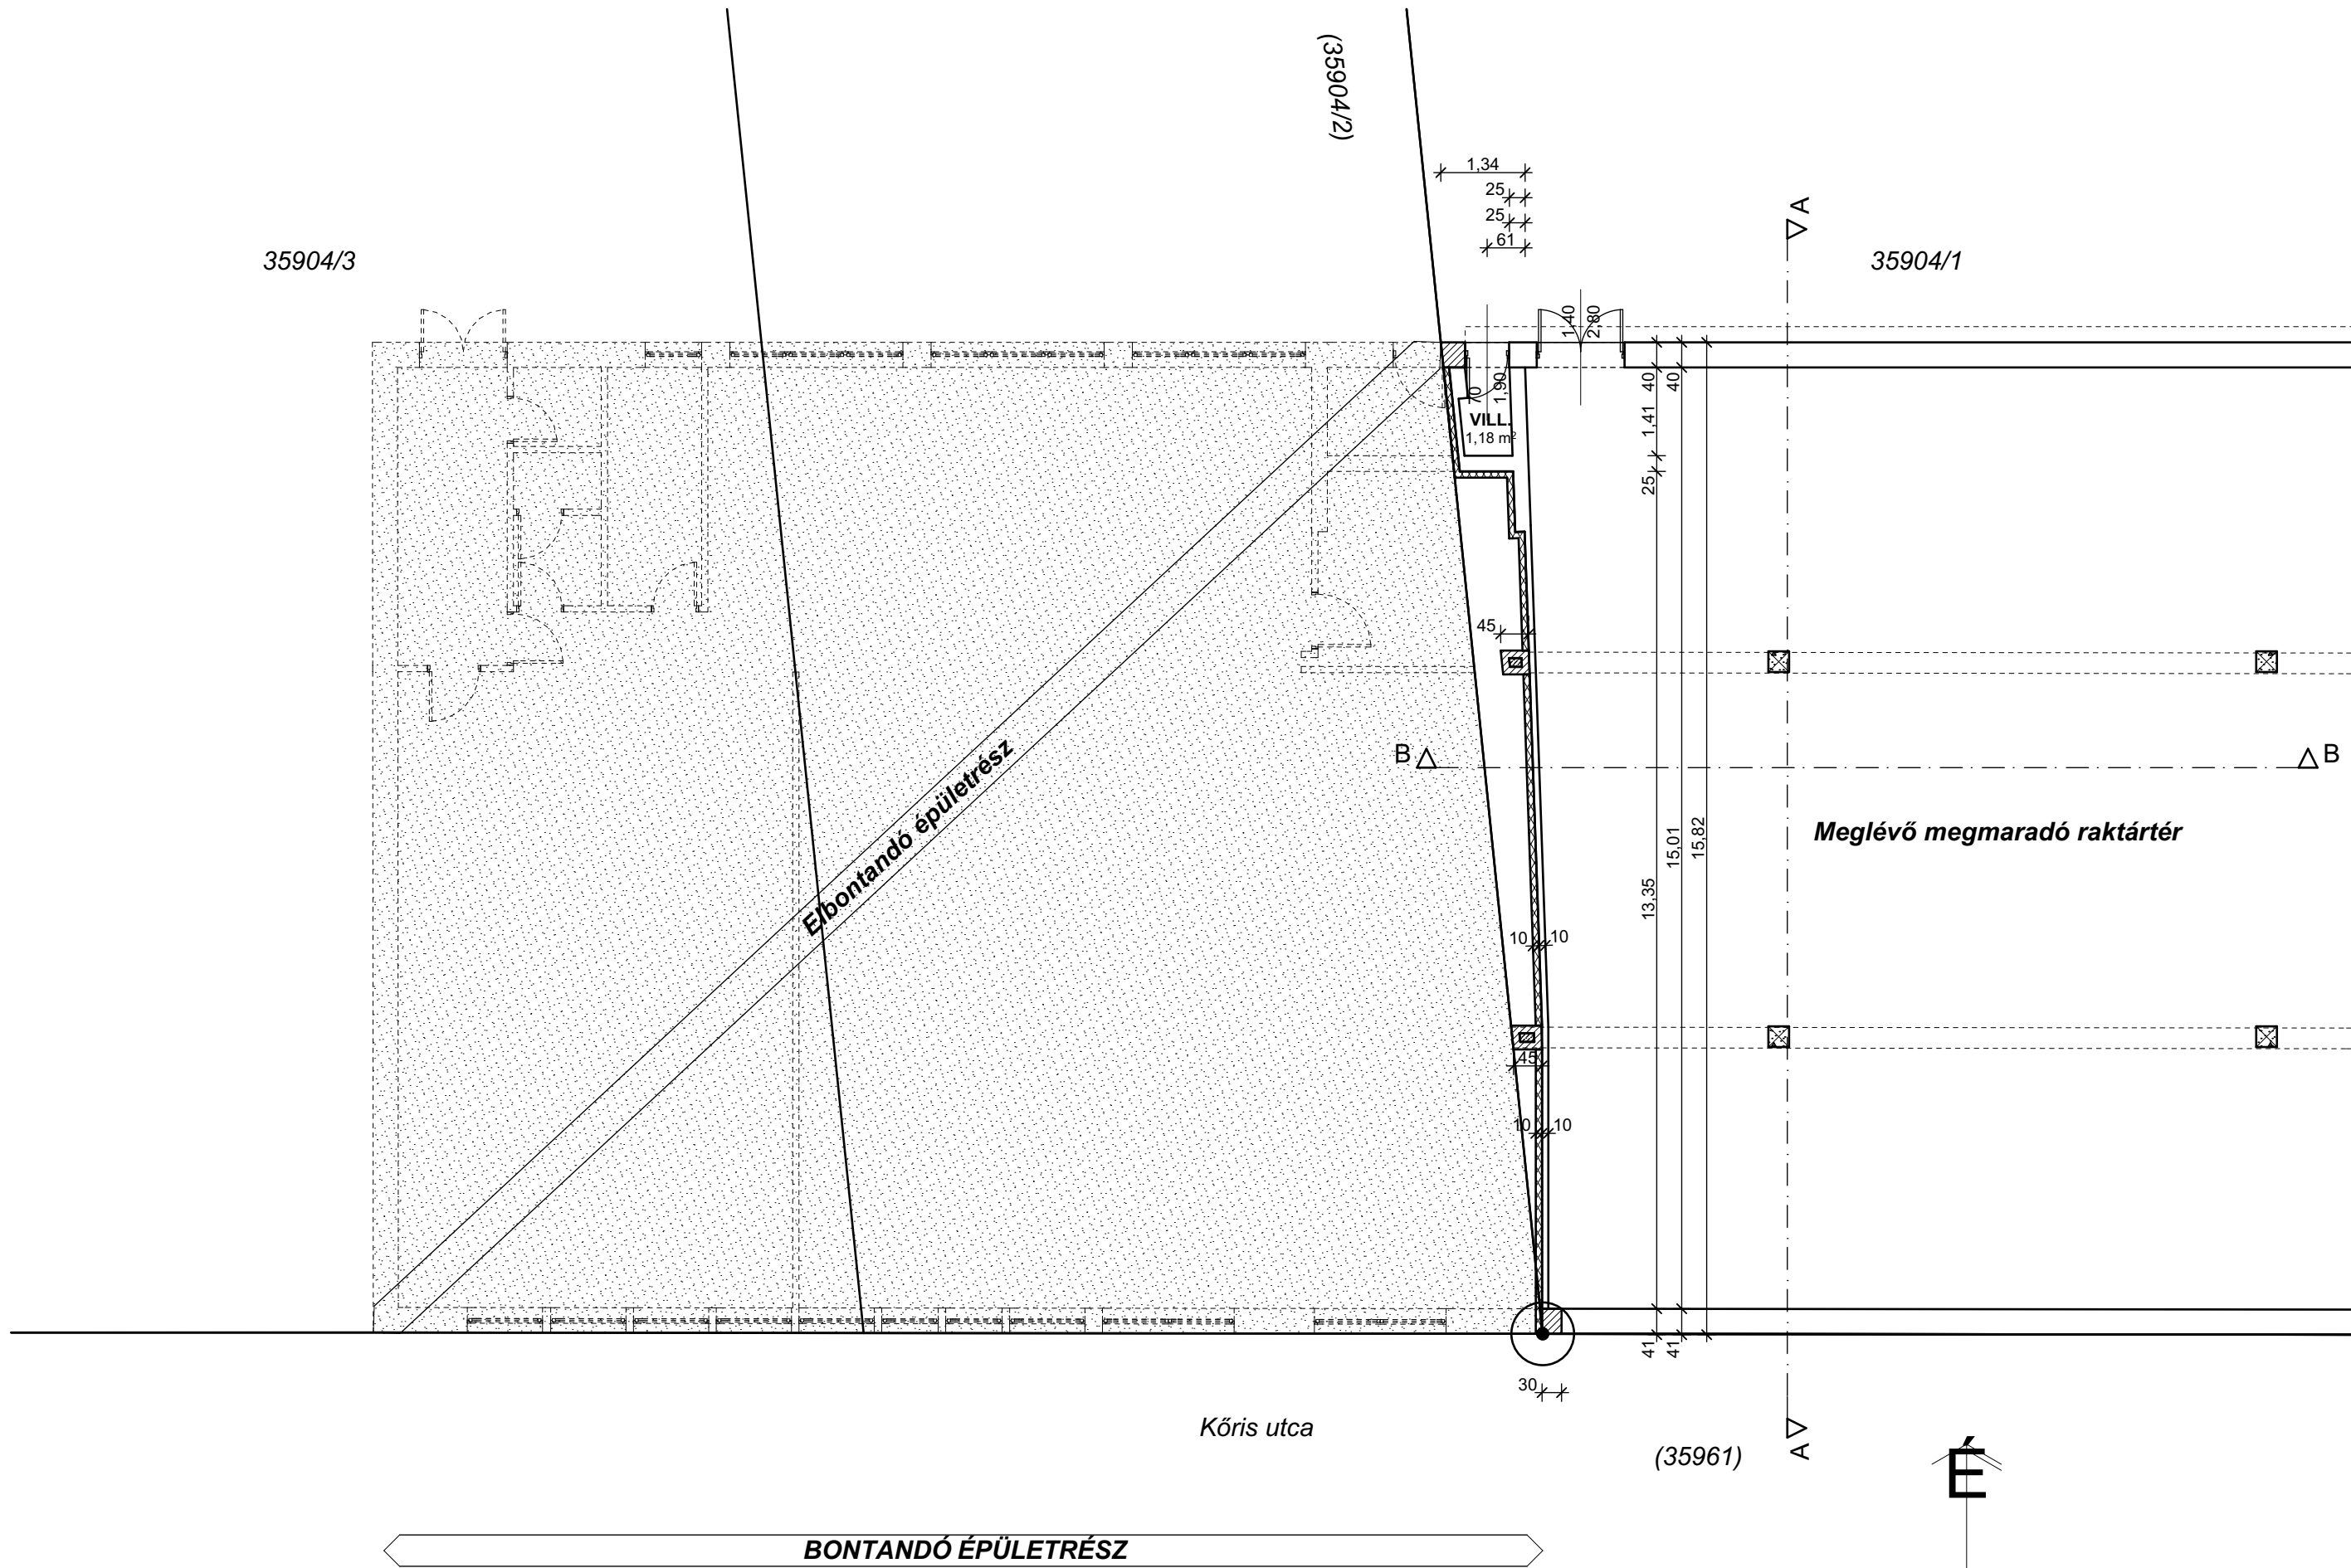 (35904/2)
1,34
25
25
61
A
35904/3
35904/1
1,40
2,80
70
1,90
VILL.
1,18 m²
40
40
1,41
25
45
B
B
Elbontandó épületrész
Meglévő megmaradó raktártér
15,82
15,01
13,35
10
10
45
10
10
41
41
30
Kőris utca
(35961)
A
É
BONTANDÓ ÉPÜLETRÉSZ